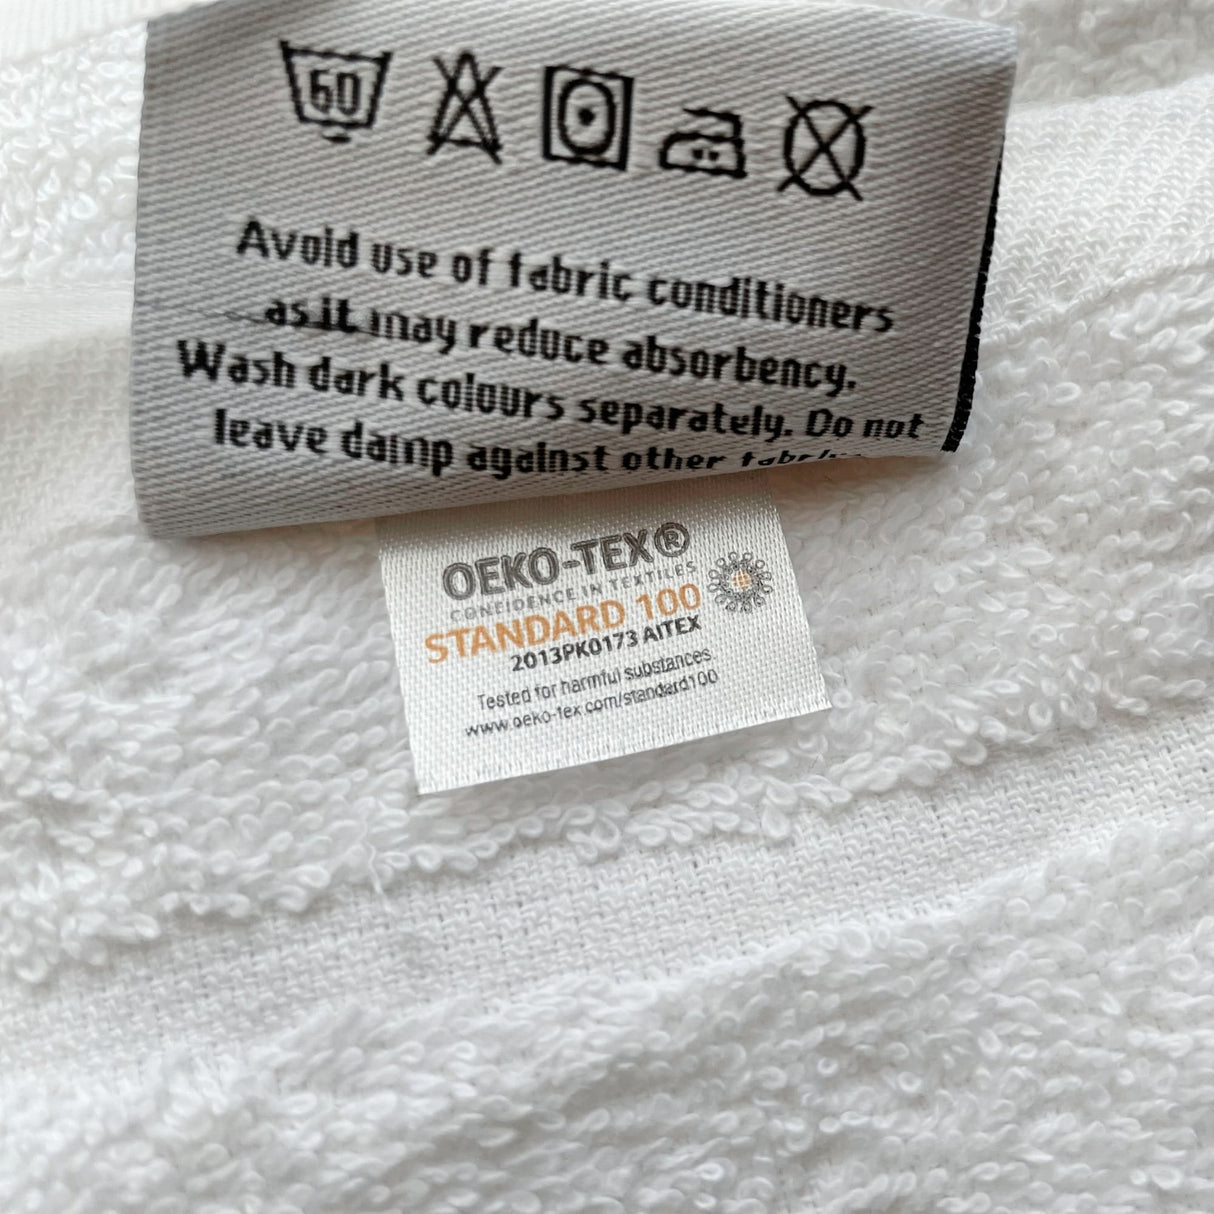 60
Avoid use of fabric conditioners
as it may reduce absorbency.
Wash dark colours separately. Do not
leave damp against other
OEKO-TEX®
CONFIDENCE IN TEXTILES
STANDARD 100
2013PK0173 AITEX
Tested for harmful substances
www.oeko-tex.com/standard100